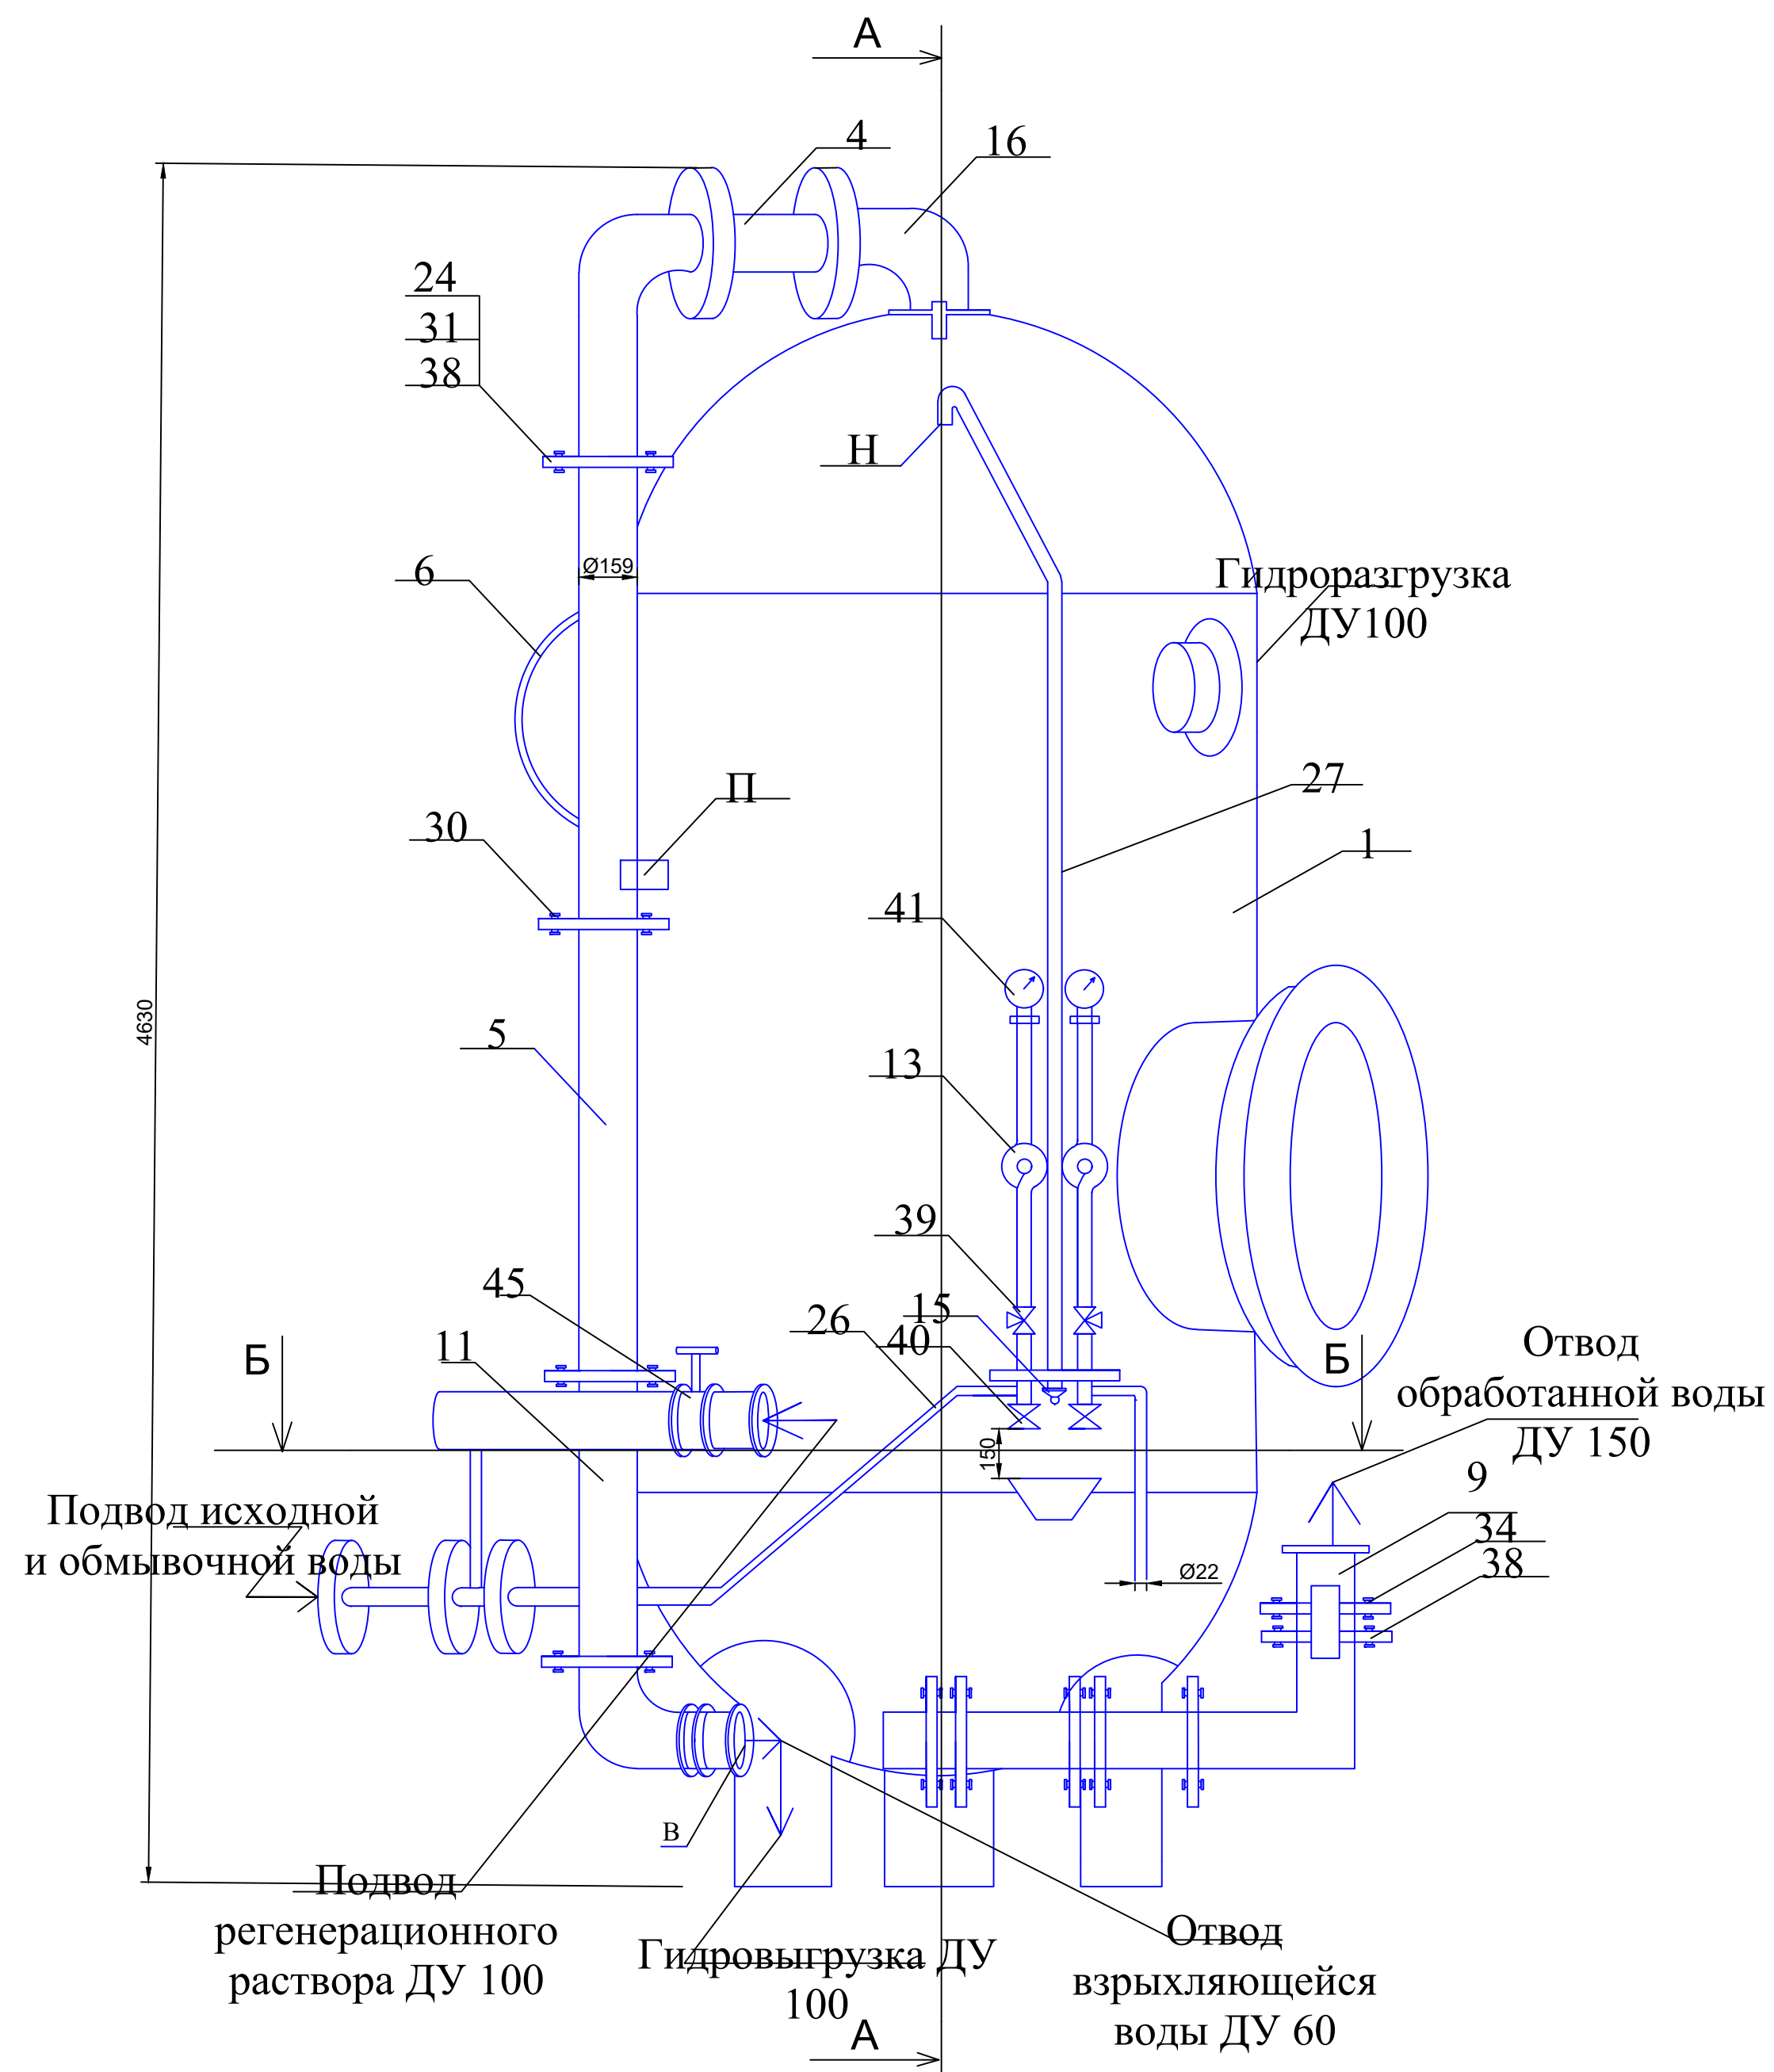 А
4
16
24
31
38
Н
Гидроразгрузка
ДУ100
Ø159
6
27
П
30
1
41
4630
5
13
39
45
15
26
40
11
Б
Б
Отвод
обработанной воды
ДУ 150
150
9
Подвод исходной
и обмывочной воды
34
38
Ø22
В
Подвод
регенерационного
раствора ДУ 100
Гидровыгрузка ДУ
100
Отвод
взрыхляющейся
воды ДУ 60
А